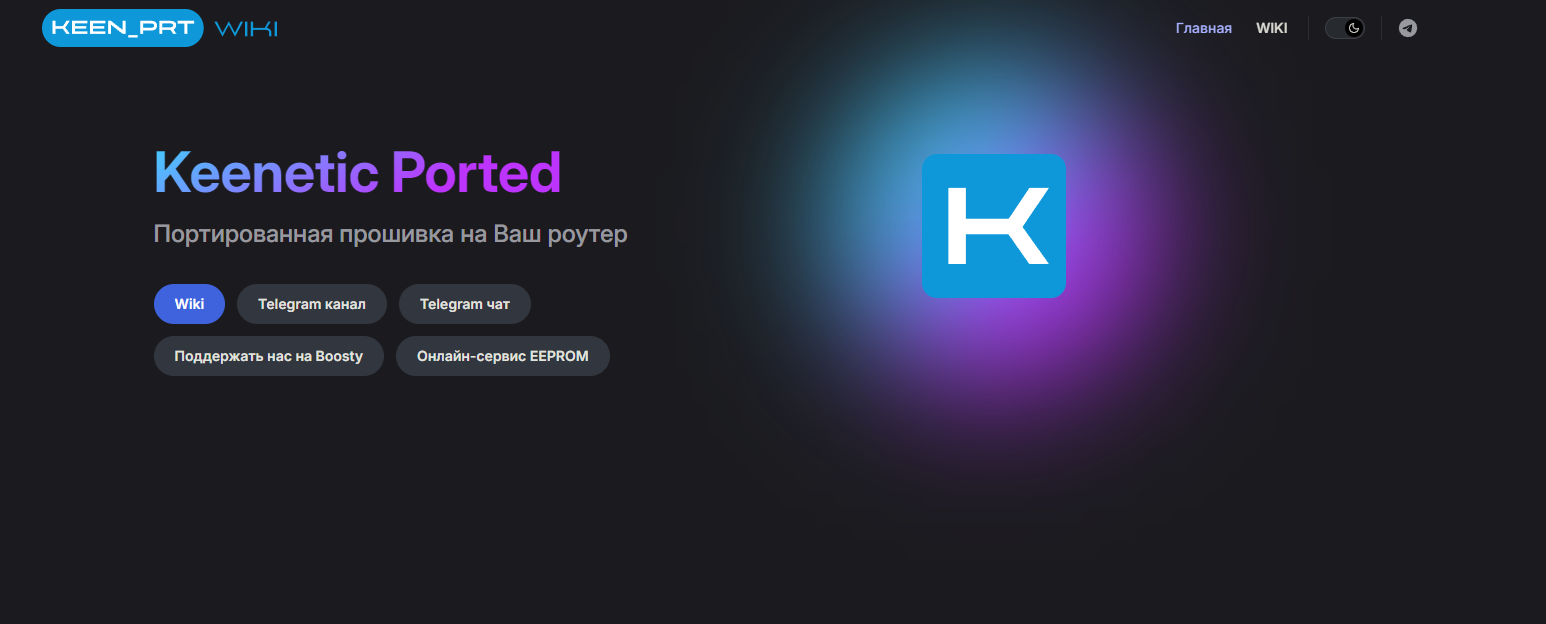 KEEN_PRT WIKI Главная WIKI
Keenetic Ported
Портированная прошивка на Ваш роутер
Wiki Telegram канал Telegram чат
Поддержать нас на Boosty Онлайн-сервис EEPROM
K